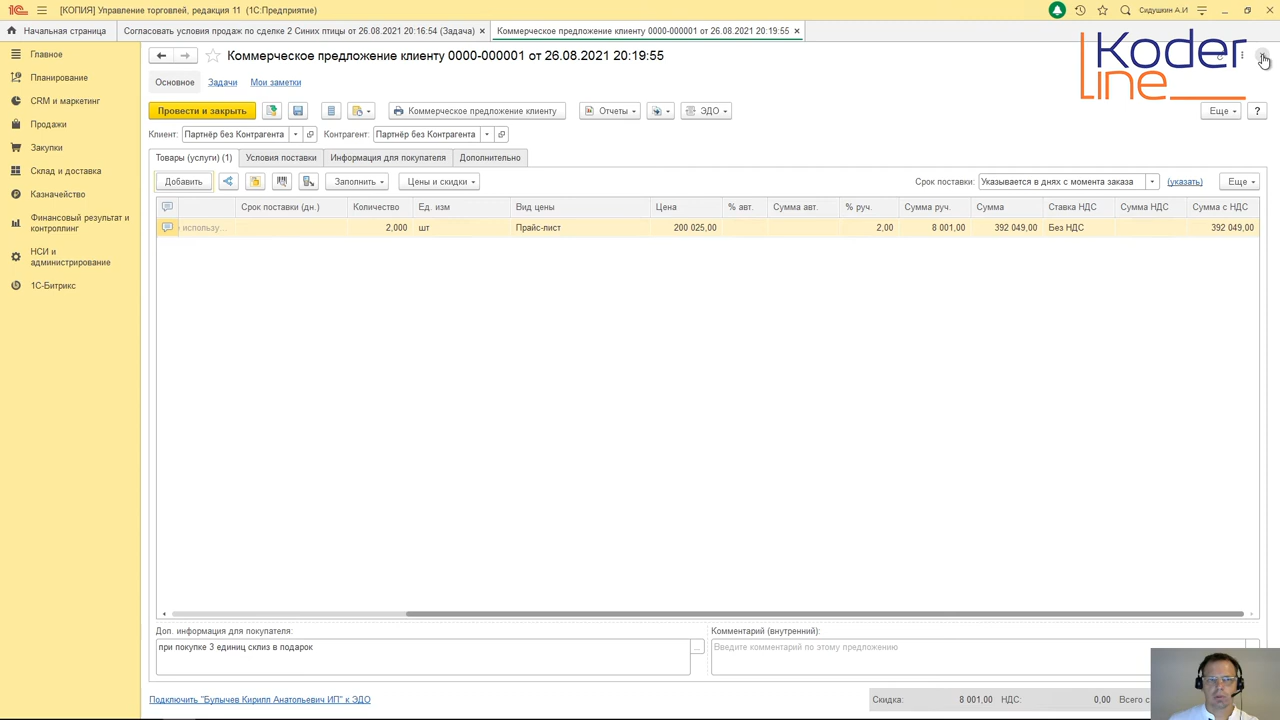 [КОПИЯ] Управление торговлей, редакция 11 (1С:Предприятие)
Сидушкин А.И
Начальная страница
Согласовать условия продаж по сделке 2 Синих птицы от 26.08.2021 20:16:54 (Задача)
Коммерческое предложение клиенту 0000-000001 от 26.08.2021 20:19:55
Главное
Планирование
CRM и маркетинг
Продажи
Закупки
Склад и доставка
Казначейство
Финансовый результат и
контроллинг
НСИ и
администрирование
1С-Битрикс
Коммерческое предложение клиенту 0000-000001 от 26.08.2021 20:19:55
Koder
line
Основное Задачи Мои заметки
Провести и закрыть Коммерческое предложение клиенту Отчеты ЭДО Еще ?
Клиент: Партнёр без Контрагента Контрагент: Партнёр без Контрагента
Товары (услуги) (1) Условия поставки Информация для покупателя Дополнительно
Добавить Заполнить Цены и скидки Срок поставки: Указывается в днях с момента заказа (указать) Еще
Срок поставки (дн.) Количество Ед. изм Вид цены Цена % авт. Сумма авт. % руч. Сумма руч. Сумма Ставка НДС Сумма НДС Сумма с НДС
использу... 2,000 шт Прайс-лист 200 025,00 2,00 8 001,00 392 049,00 Без НДС 392 049,00
Доп. информация для покупателя: Комментарий (внутренний):
при покупке 3 единиц склиз в подарок Введите комментарий по этому предложению
Подключить "Булычев Кирилл Анатольевич ИП" к ЭДО Скидка: 8 001,00 НДС: 0,00 Всего с